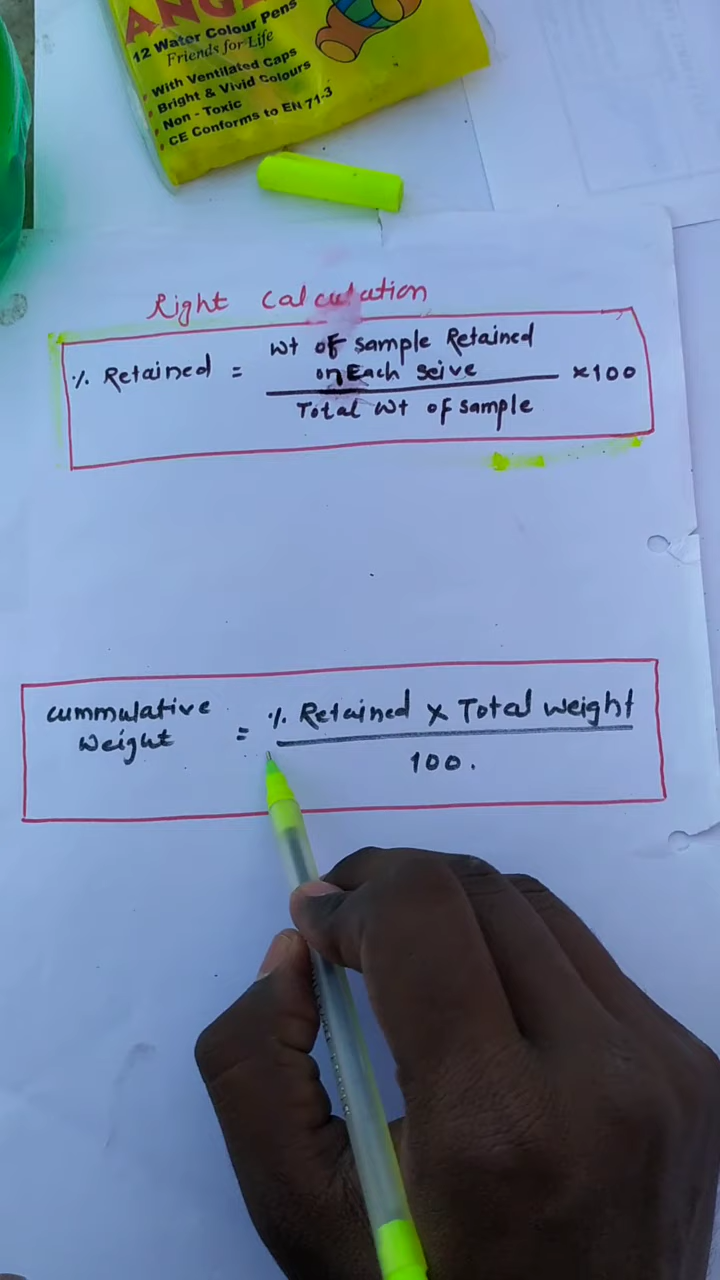 ANGE
12 Water Colour Pens
Friends for Life
• With Ventilated Caps
• Bright & Vivid Colours
• Non - Toxic
• CE Conforms to EN 71-3
Right Calculation
% Retained = Wt of Sample Retained
on Each Seive × 100
Total Wt of Sample
Cummulative
Weight = % Retained × Total Weight
100.